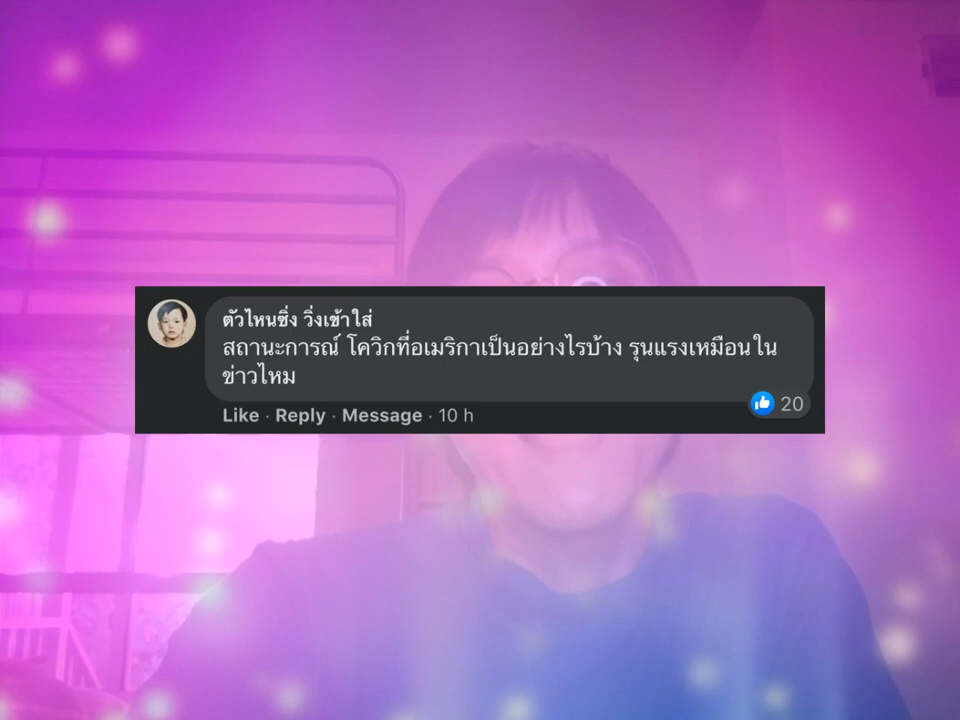 ตัวไหนซิ่ง วิ่งเข้าใส่
สถานะการณ์ โควิกที่อเมริกาเป็นอย่างไรบ้าง รุนแรงเหมือนใน
ข่าวไหม
Like · Reply · Message · 10 h
20